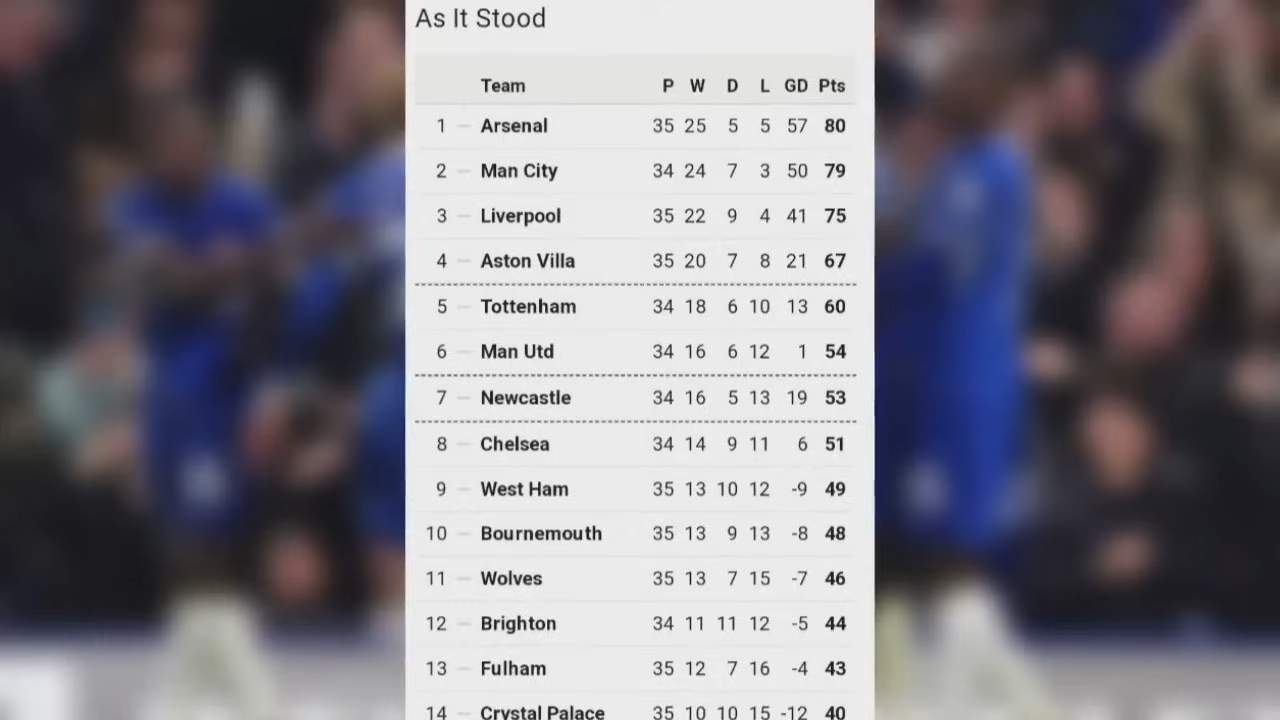 As It Stood
Team P W D L GD Pts
1 Arsenal 35 25 5 5 57 80
2 Man City 34 24 7 3 50 79
3 Liverpool 35 22 9 4 41 75
4 Aston Villa 35 20 7 8 21 67
5 Tottenham 34 18 6 10 13 60
6 Man Utd 34 16 6 12 1 54
7 Newcastle 34 16 5 13 19 53
8 Chelsea 34 14 9 11 6 51
9 West Ham 35 13 10 12 -9 49
10 Bournemouth 35 13 9 13 -8 48
11 Wolves 35 13 7 15 -7 46
12 Brighton 34 11 11 12 -5 44
13 Fulham 35 12 7 16 -4 43
14 Crystal Palace 35 10 10 15 -12 40